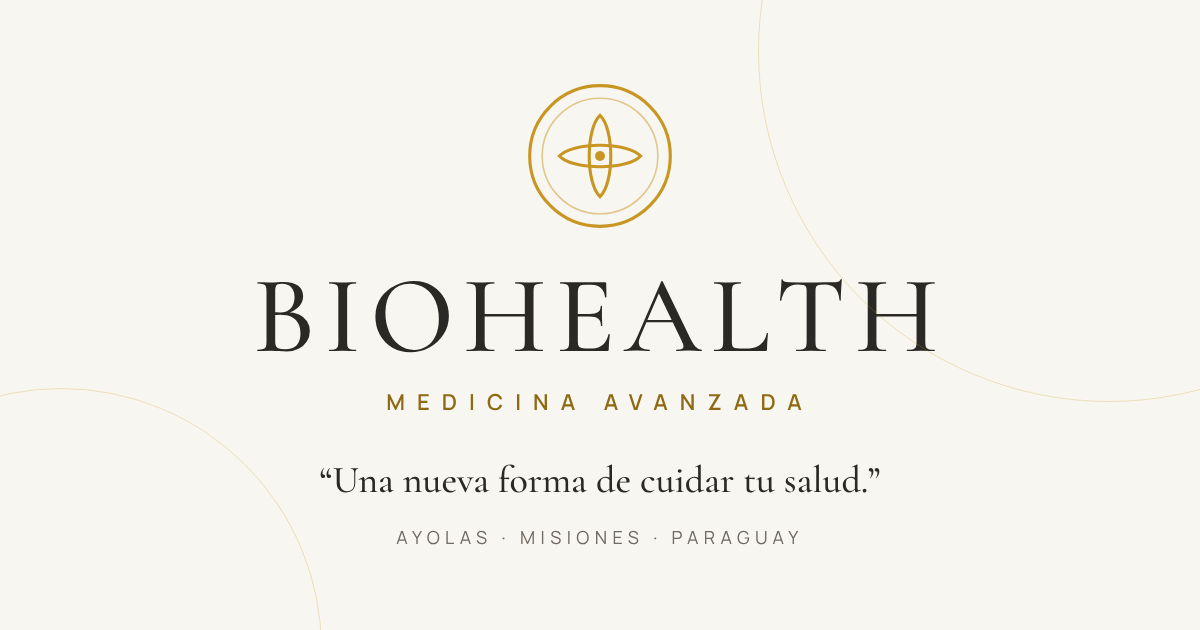 BIOHEALTH
MEDICINA AVANZADA
“Una nueva forma de cuidar tu salud.”
AYOLAS · MISIONES · PARAGUAY